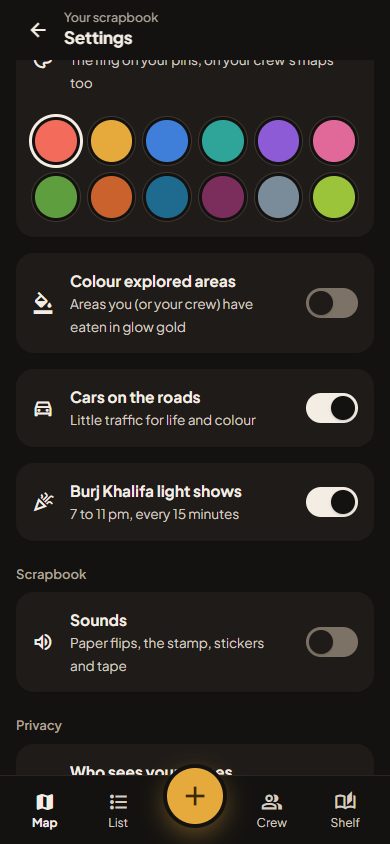 Your scrapbook
Settings
The ring on your pins, on your crew's maps
too
Colour explored areas
Areas you (or your crew) have
eaten in glow gold
Cars on the roads
Little traffic for life and colour
Burj Khalifa light shows
7 to 11 pm, every 15 minutes
Scrapbook
Sounds
Paper flips, the stamp, stickers
and tape
Privacy
Who sees your
Map
List
Crew
Shelf